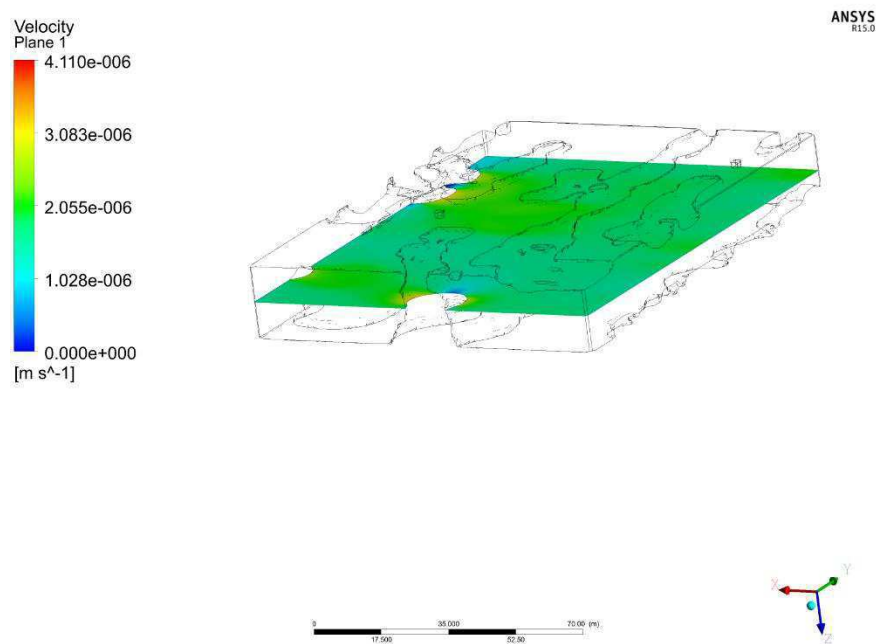 Velocity
Plane 1
4.110e-006
3.083e-006
2.055e-006
1.028e-006
0.000e+000
[m s^-1]
ANSYS
R15.0
0
35.000
70.00
(m)
17.500
52.50
X
Y
Z